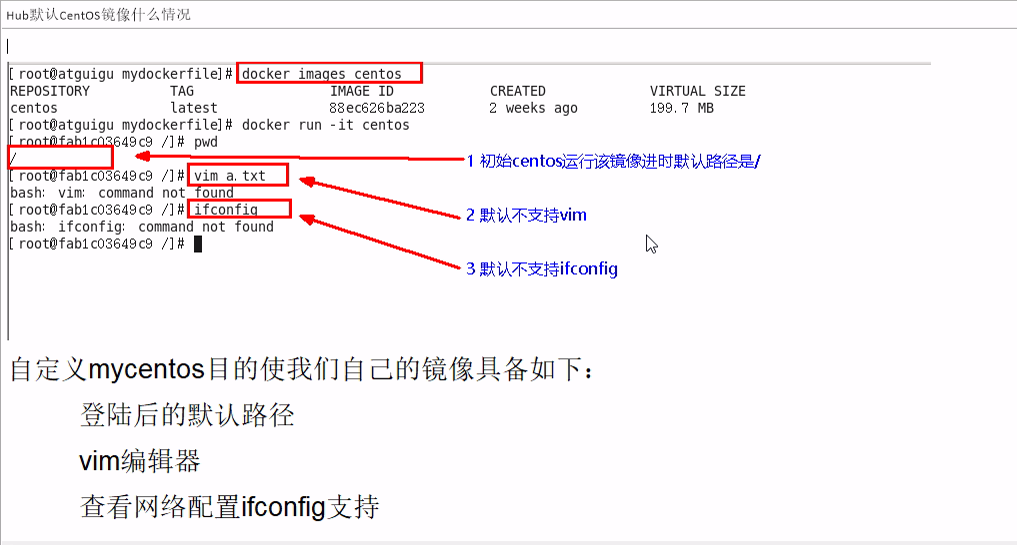 Hub默认CentOS镜像什么情况
[root@atguigu mydockerfile]# docker images centos
REPOSITORY TAG IMAGE ID CREATED VIRTUAL SIZE
centos latest 88ec626ba223 2 weeks ago 199.7 MB
[root@atguigu mydockerfile]# docker run -it centos
[root@fab1c03649c9 /]# pwd
/
1 初始centos运行该镜像进时默认路径是/
[root@fab1c03649c9 /]# vim a.txt
bash: vim: command not found
2 默认不支持vim
[root@fab1c03649c9 /]# ifconfig
bash: ifconfig: command not found
[root@fab1c03649c9 /]#
3 默认不支持ifconfig
自定义mycentos目的使我们自己的镜像具备如下：
登陆后的默认路径
vim编辑器
查看网络配置ifconfig支持